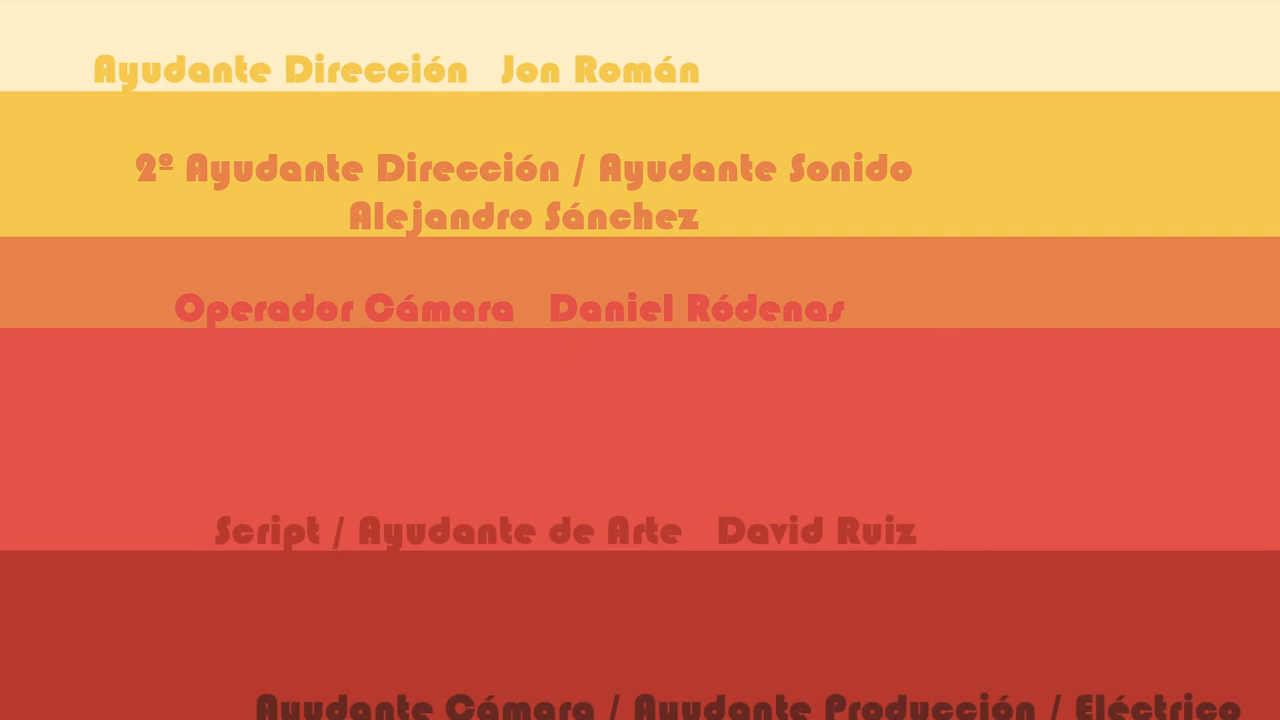 Ayudante Dirección Jon Román
2º Ayudante Dirección / Ayudante Sonido
Alejandro Sánchez
Operador Cámara Daniel Ródenas
Script / Ayudante de Arte David Ruiz
Ayudante Cámara / Ayudante Producción / Eléctrico